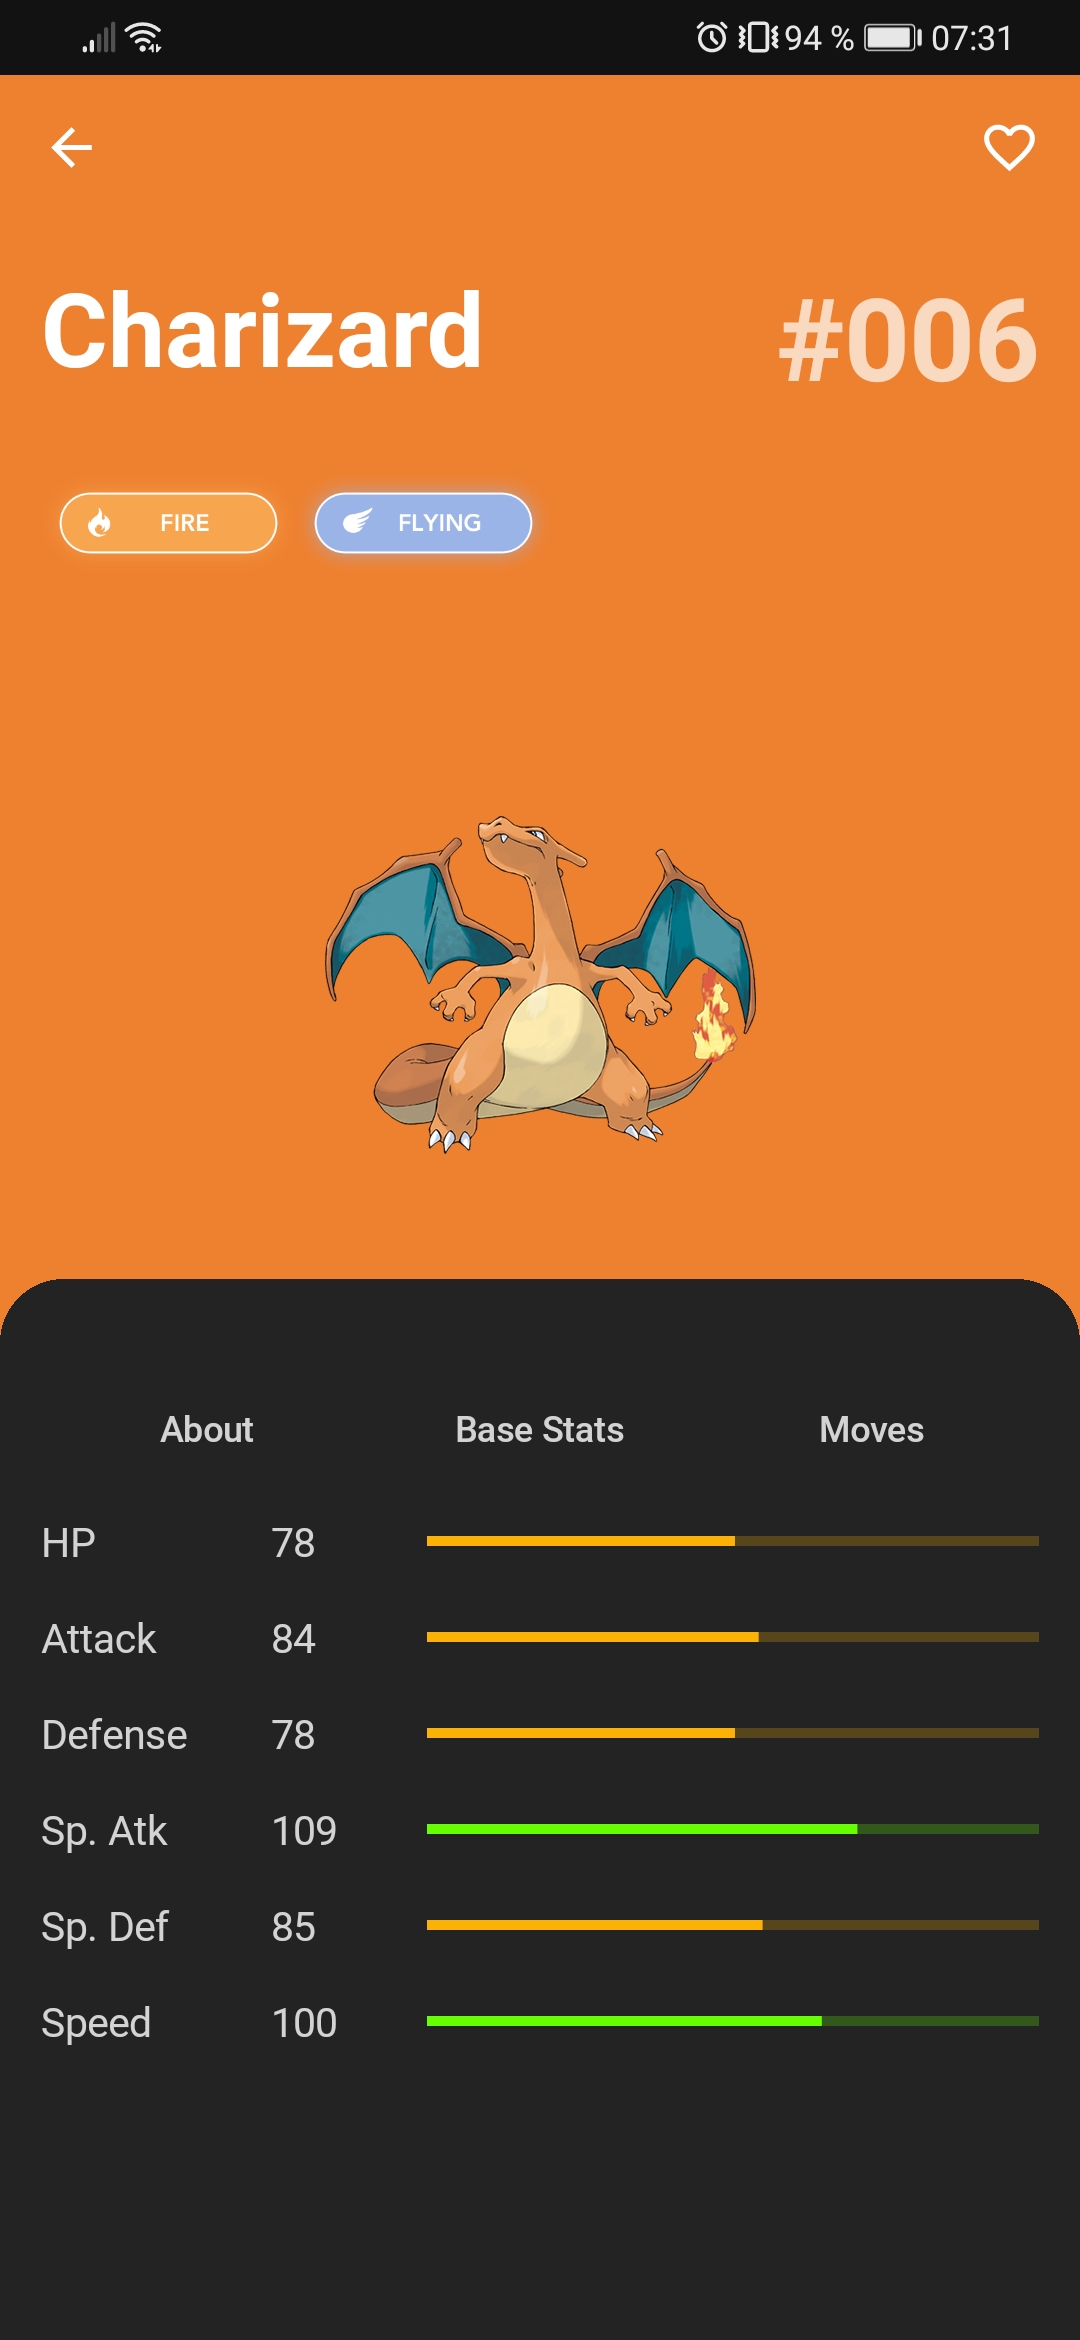 94 % 07:31
Charizard #006
FIRE FLYING
About Base Stats Moves
HP 78
Attack 84
Defense 78
Sp. Atk 109
Sp. Def 85
Speed 100